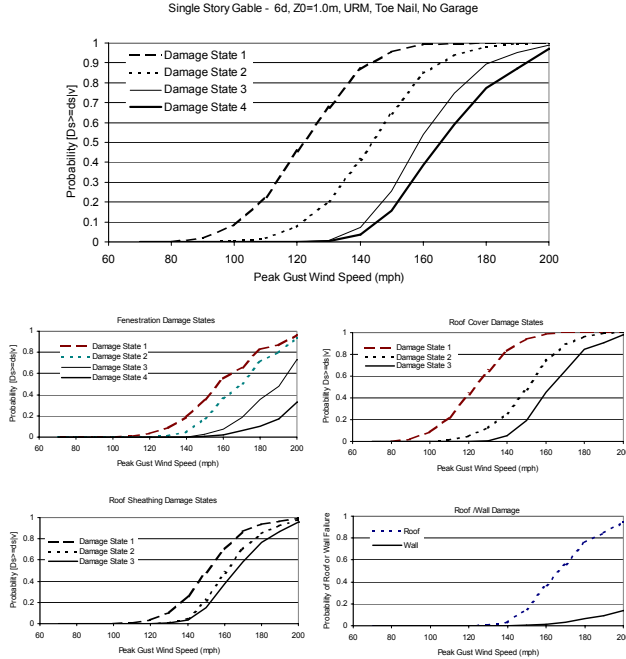 Single Story Gable - 6d, Z0=1.0m, URM, Toe Nail, No Garage
Probability [Ds>=ds|v]
1
0.9
0.8
0.7
0.6
0.5
0.4
0.3
0.2
0.1
0
Damage State 1
Damage State 2
Damage State 3
Damage State 4
60 80 100 120 140 160 180 200
Peak Gust Wind Speed (mph)
Fenestration Damage States
Probability [Ds>=ds|v]
1
0.8
0.6
0.4
0.2
0
Damage State 1
Damage State 2
Damage State 3
Damage State 4
60 80 100 120 140 160 180 200
Peak Gust Wind Speed (mph)
Roof Cover Damage States
Probability Ds>=ds|v]
1
0.8
0.6
0.4
0.2
0
Damage State 1
Damage State 2
Damage State 3
60 80 100 120 140 160 180 200
Peak Gust Wind Speed (mph)
Roof Sheathing Damage States
Probability [Ds>=ds|v]
1
0.8
0.6
0.4
0.2
0
Damage State 1
Damage State 2
Damage State 3
60 80 100 120 140 160 180 200
Peak Gust Wind Speed (mph)
Roof /Wall Damage
Probability of Roof or Wall Failure
1
0.8
0.6
0.4
0.2
0
Roof
Wall
60 80 100 120 140 160 180 200
Peak Gust Wind Speed (mph)